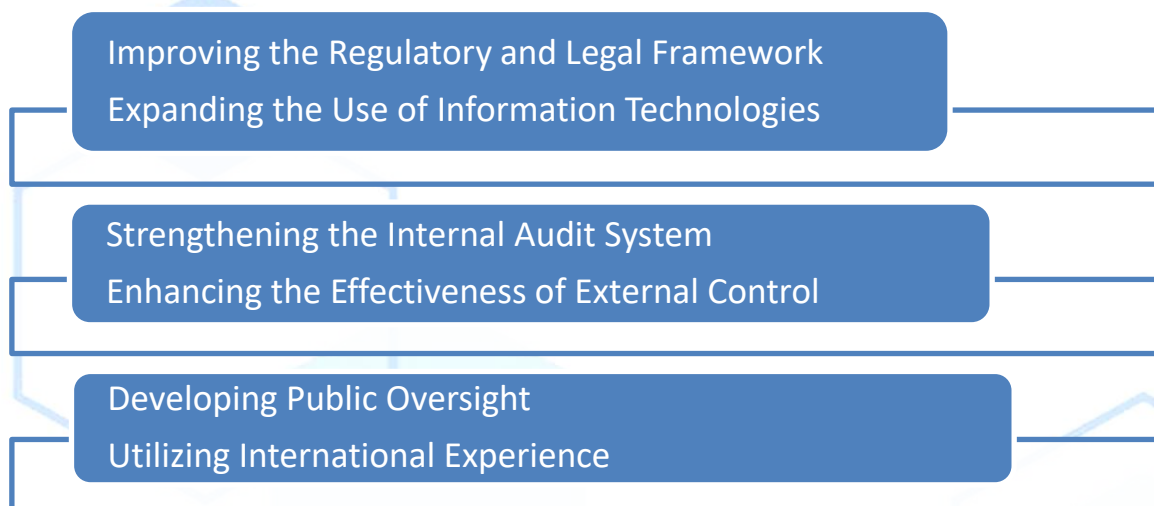 Improving the Regulatory and Legal Framework
Expanding the Use of Information Technologies
Strengthening the Internal Audit System
Enhancing the Effectiveness of External Control
Developing Public Oversight
Utilizing International Experience